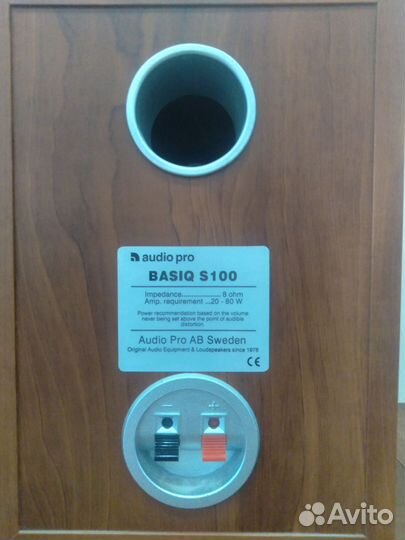 audio pro
BASIQ S100
Impedance....................8 ohm
Amp. requirement ...20 - 80 W
Power recommendation based on the volume
never being set above the point of audible
distortion.
Audio Pro AB Sweden
Original Audio Equipment & Loudspeakers since 1978
CE
− +
Avito